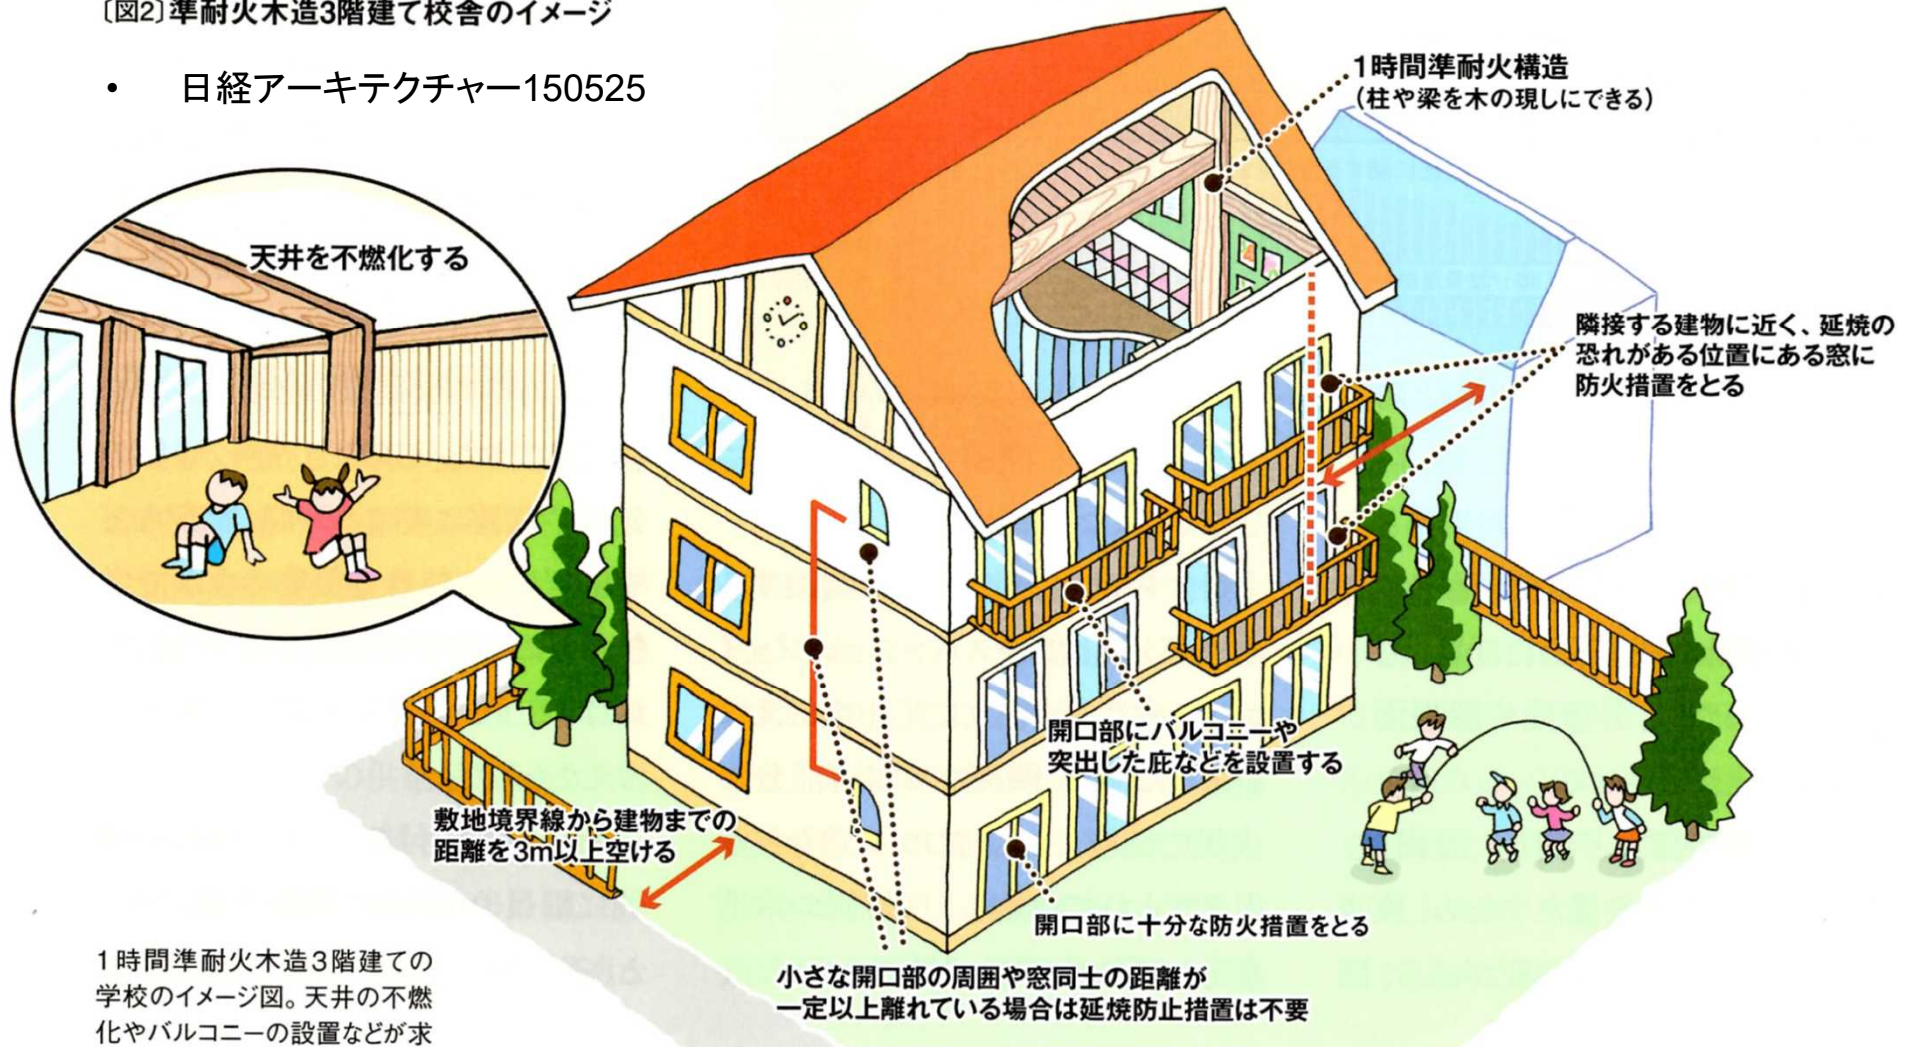 〔図2〕準耐火木造3階建て校舎のイメージ
• 日経アーキテクチャー150525
1時間準耐火構造
（柱や梁を木の現しにできる）
天井を不燃化する
隣接する建物に近く、延焼の
恐れがある位置にある窓に
防火措置をとる
開口部にバルコニーや
突出した庇などを設置する
敷地境界線から建物までの
距離を3m以上空ける
開口部に十分な防火措置をとる
小さな開口部の周囲や窓同士の距離が
一定以上離れている場合は延焼防止措置は不要
1時間準耐火木造3階建ての
学校のイメージ図。天井の不燃
化やバルコニーの設置などが求